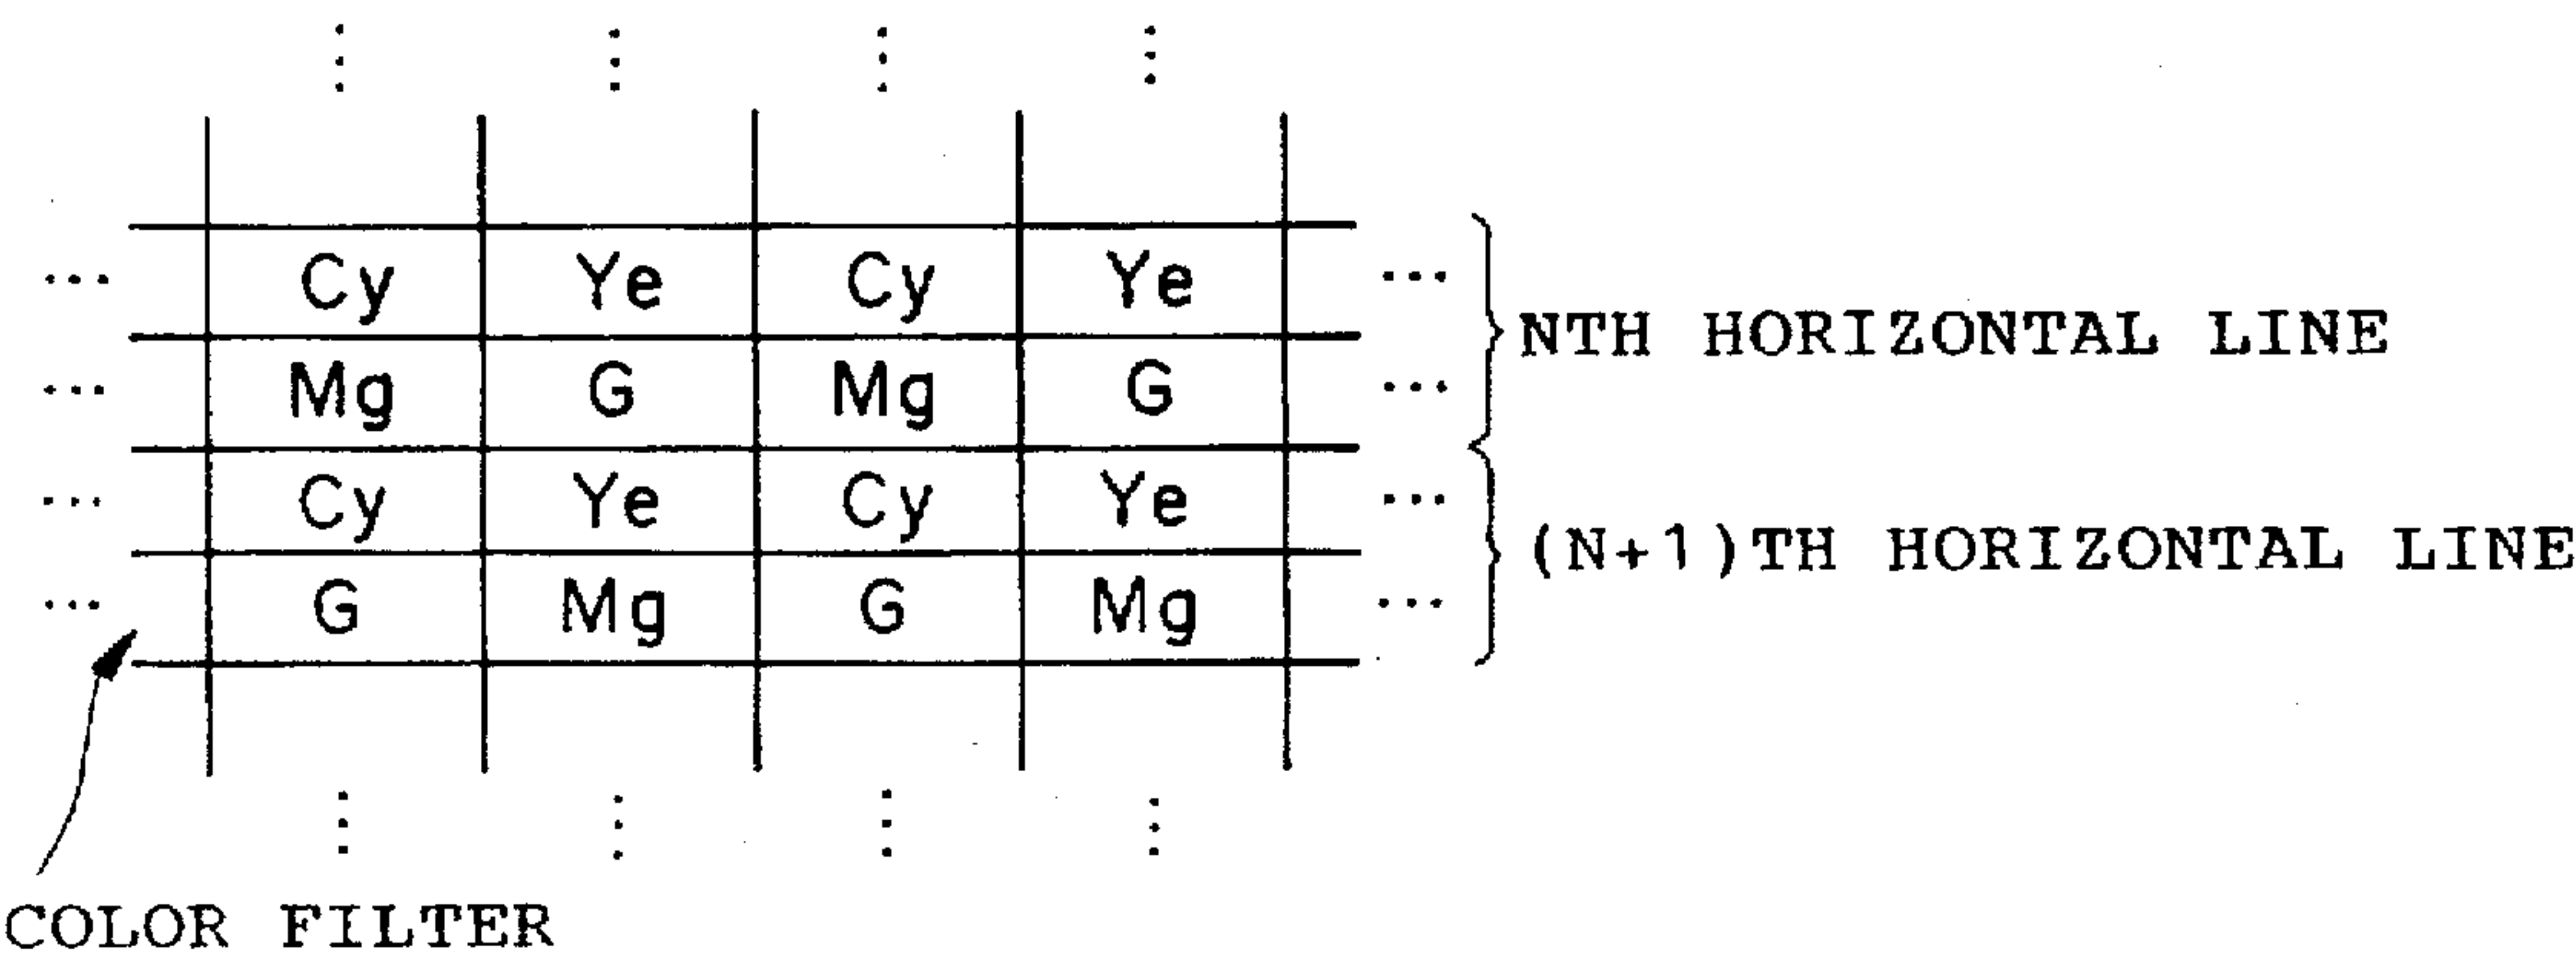 Cy Ye Cy Ye
Mg G Mg G
NTH HORIZONTAL LINE
Cy Ye Cy Ye
G Mg G Mg
(N+1)TH HORIZONTAL LINE
COLOR FILTER